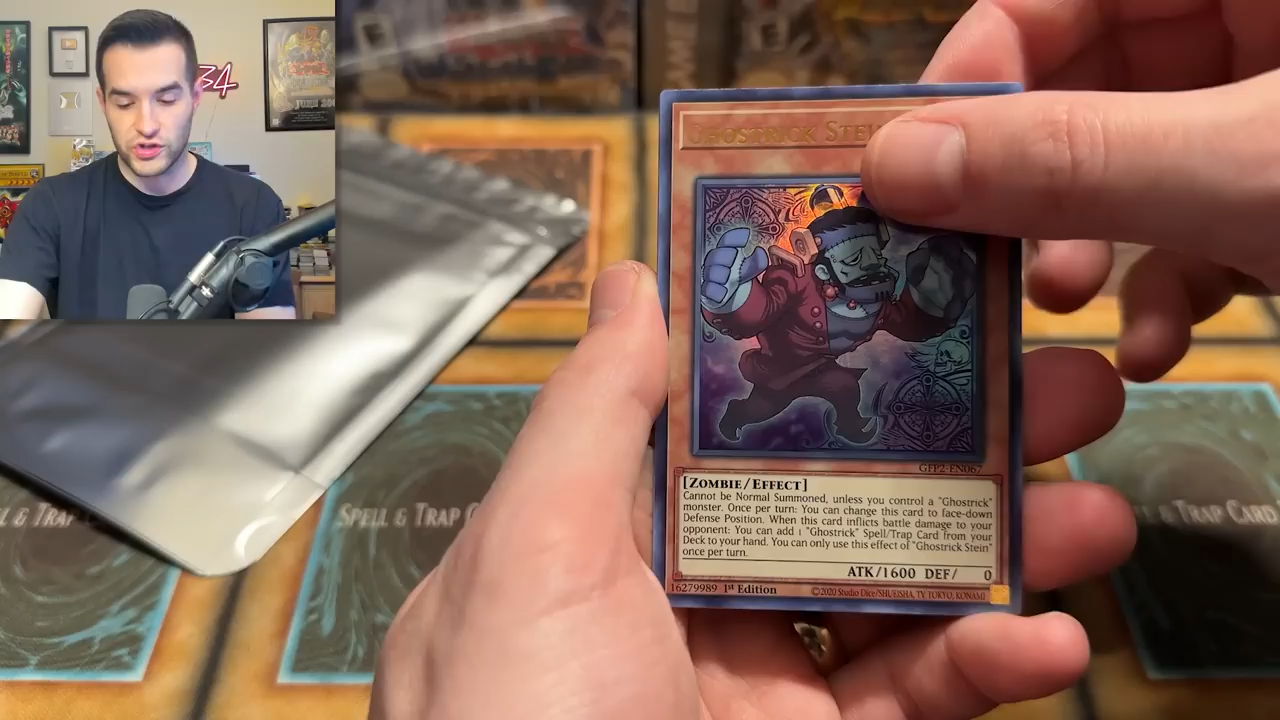 34
GHOSTRICK STEI
GFP2-EN067
[ZOMBIE/EFFECT]
Cannot be Normal Summoned, unless you control a "Ghostrick"
monster. Once per turn: You can change this card to face-down
Defense Position. When this card inflicts battle damage to your
opponent: You can add 1 "Ghostrick" Spell/Trap Card from your
Deck to your hand. You can only use this effect of "Ghostrick Stein"
once per turn.
ATK/1600 DEF/ 0
16279989 1st Edition
©2020 Studio Dice/SHUEISHA, TV TOKYO, KONAMI
SPELL & TRAP
SPELL & TRAP C
& TRAP CARD